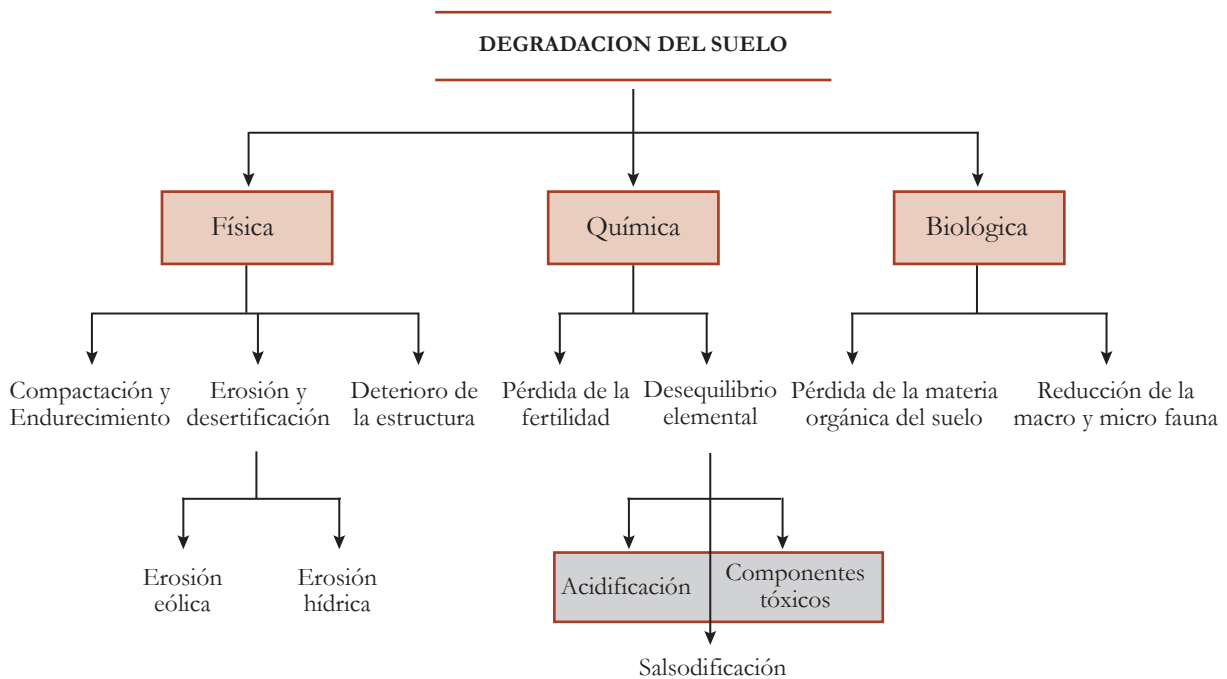 DEGRADACION DEL SUELO
Física
Química
Biológica
Compactación y
Endurecimiento
Erosión y
desertificación
Deterioro de
la estructura
Pérdida de la
fertilidad
Desequilibrio
elemental
Pérdida de la materia
orgánica del suelo
Reducción de la
macro y micro fauna
Erosión
eólica
Erosión
hídrica
Acidificación
Componentes
tóxicos
Salsodificación